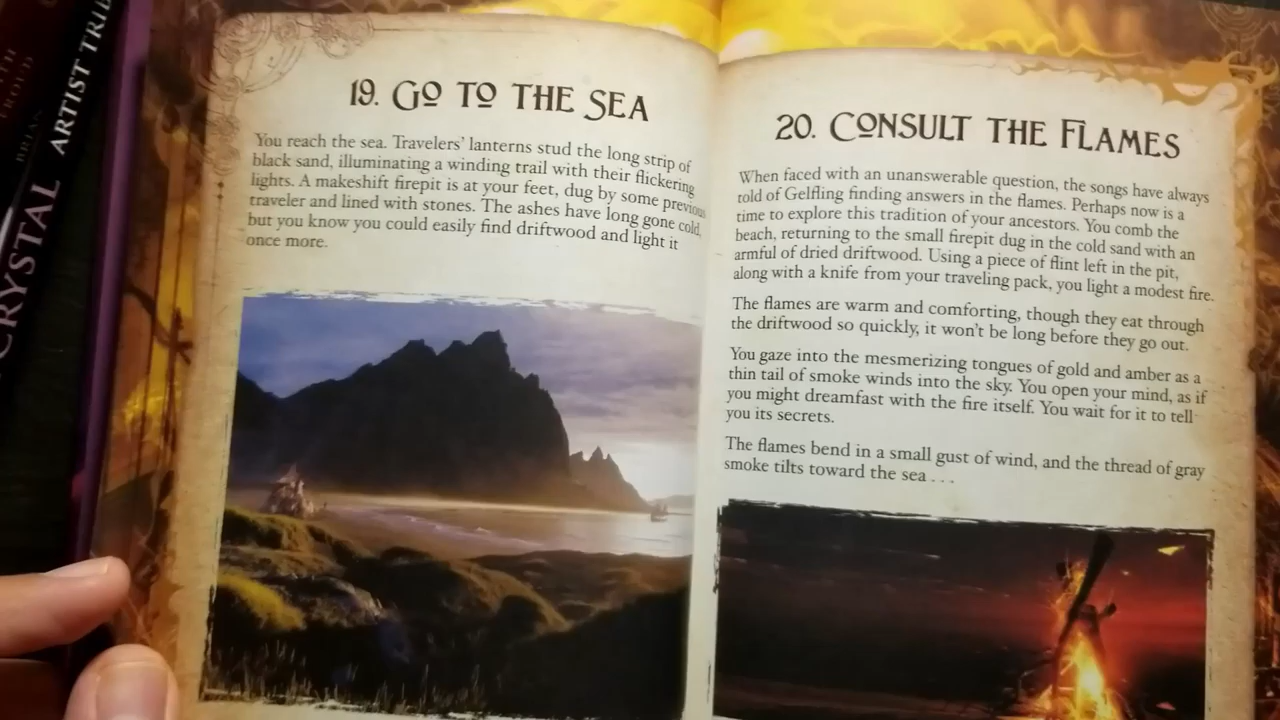 CRYSTAL ARTIST TRIB
BRIAN
19. GO TO THE SEA
You reach the sea. Travelers' lanterns stud the long strip of
black sand, illuminating a winding trail with their flickering
lights. A makeshift firepit is at your feet, dug by some previous
traveler and lined with stones. The ashes have long gone cold,
but you know you could easily find driftwood and light it
once more.
20. CONSULT THE FLAMES
When faced with an unanswerable question, the songs have always
told of Gelfling finding answers in the flames. Perhaps now is a
time to explore this tradition of your ancestors. You comb the
beach, returning to the small firepit dug in the cold sand with an
armful of dried driftwood. Using a piece of flint left in the pit,
along with a knife from your traveling pack, you light a modest fire.
The flames are warm and comforting, though they eat through
the driftwood so quickly, it won't be long before they go out.
You gaze into the mesmerizing tongues of gold and amber as a
thin tail of smoke winds into the sky. You open your mind, as if
you might dreamfast with the fire itself. You wait for it to tell
you its secrets.
The flames bend in a small gust of wind, and the thread of gray
smoke tilts toward the sea . . .